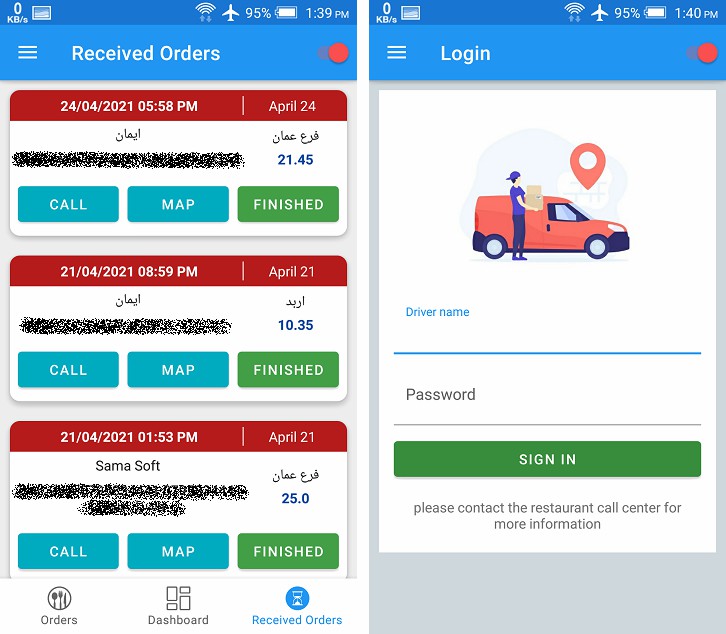 0
KB/s
95%
1:39 PM
Received Orders
24/04/2021 05:58 PM
April 24
ايمان
فرع عمان
21.45
CALL
MAP
FINISHED
21/04/2021 08:59 PM
April 21
ايمان
اربد
10.35
CALL
MAP
FINISHED
21/04/2021 01:53 PM
April 21
Sama Soft
فرع عمان
25.0
CALL
MAP
FINISHED
Orders
Dashboard
Received Orders
0
KB/s
95%
1:40 PM
Login
Driver name
Password
SIGN IN
please contact the restaurant call center for
more information